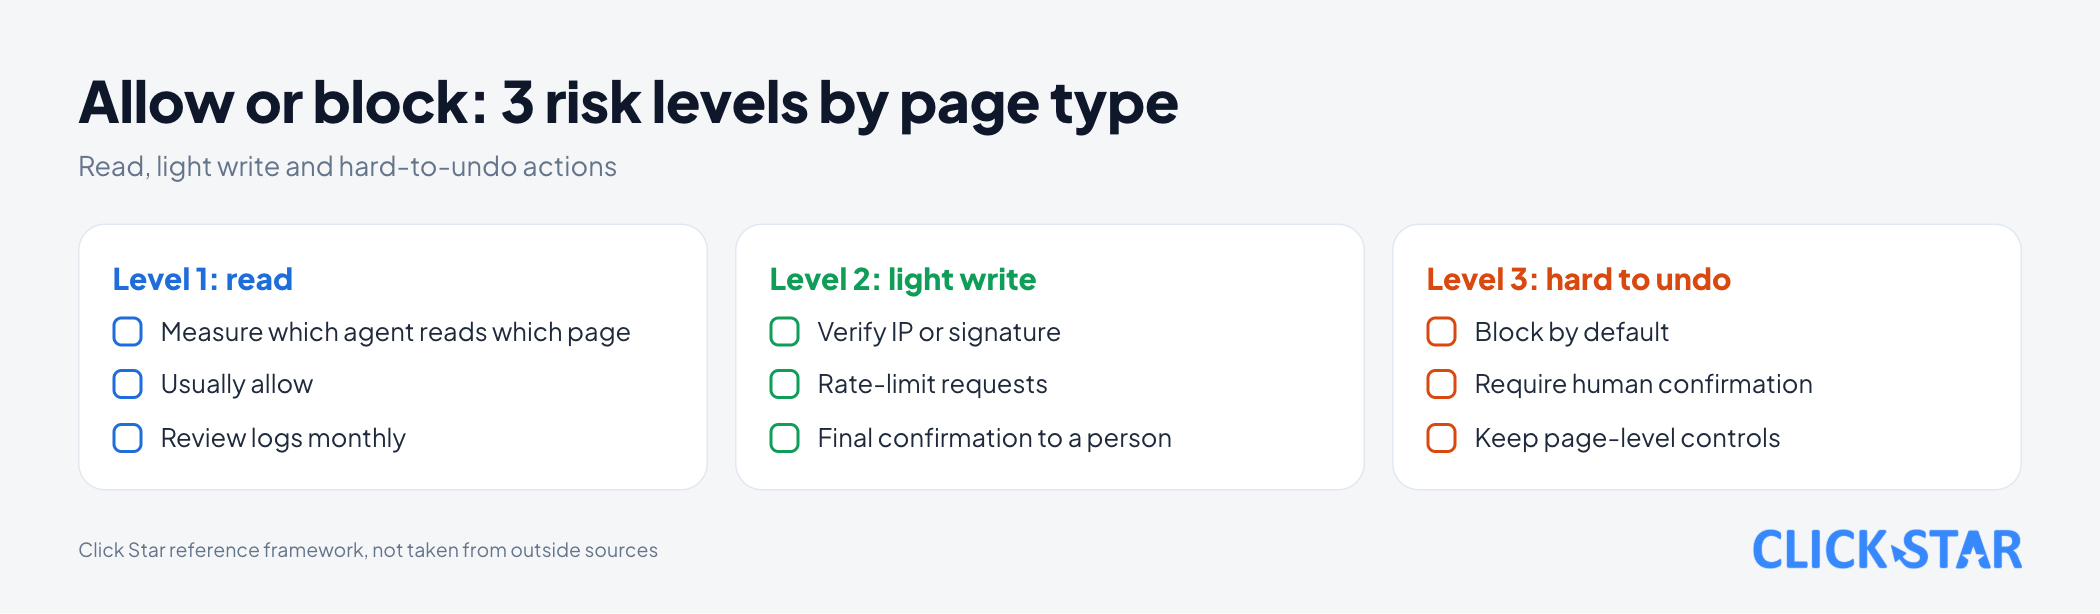 Allow or block: 3 risk levels by page type
Read, light write and hard-to-undo actions
Level 1: read
Measure which agent reads which page
Usually allow
Review logs monthly
Level 2: light write
Verify IP or signature
Rate-limit requests
Final confirmation to a person
Level 3: hard to undo
Block by default
Require human confirmation
Keep page-level controls
Click Star reference framework, not taken from outside sources
CLICK STAR